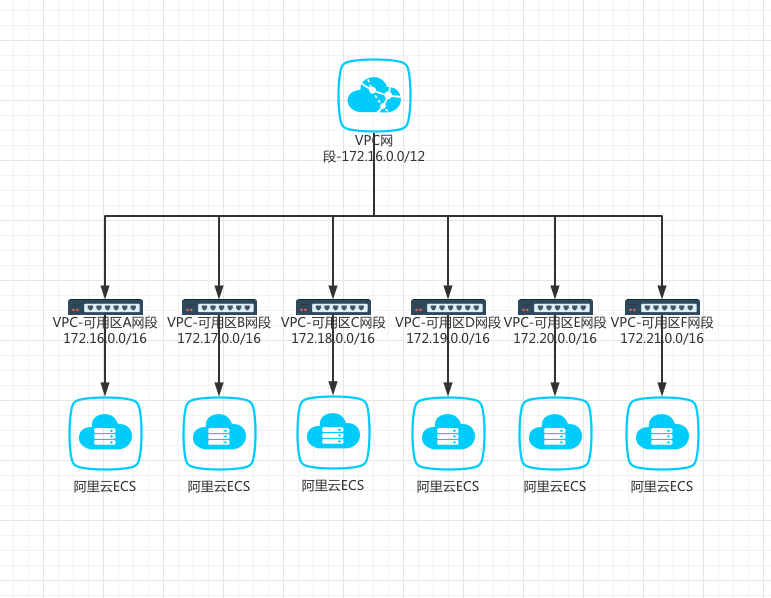 VPC网
段-172.16.0.0/12
VPC-可用区A网段
172.16.0.0/16
VPC-可用区B网段
172.17.0.0/16
VPC-可用区C网段
172.18.0.0/16
VPC-可用区D网段
172.19.0.0/16
VPC-可用区E网段
172.20.0.0/16
VPC-可用区F网段
172.21.0.0/16
阿里云ECS
阿里云ECS
阿里云ECS
阿里云ECS
阿里云ECS
阿里云ECS